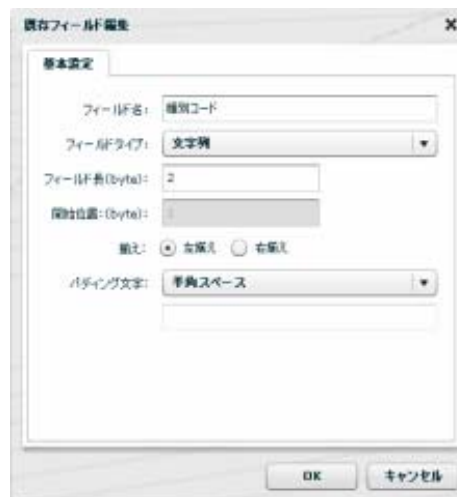 既存フィールド編集
基本設定
フィールド名: 種別コード
フィールドタイプ: 文字列
フィールド長(byte): 2
開始位置:(byte):
揃え: 左揃え 右揃え
パディング文字: 半角スペース
OK キャンセル